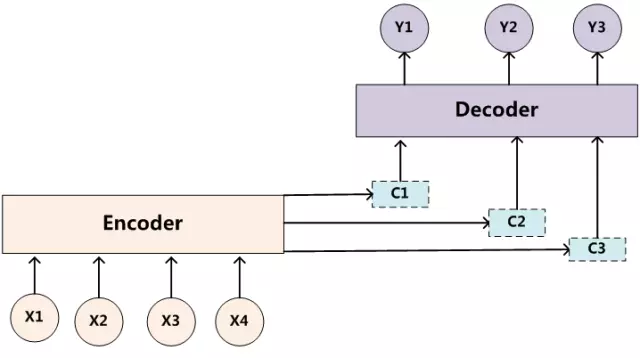 Y1 Y2 Y3
Decoder
C1
Encoder
C2
C3
X1 X2 X3 X4